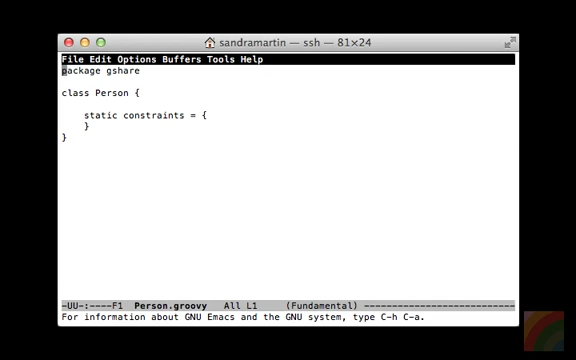 sandramartin — ssh — 81×24
File Edit Options Buffers Tools Help
package gshare
class Person {
static constraints = {
}
}
-UU-:----F1  Person.groovy   All L1    (Fundamental) ---------------------------
For information about GNU Emacs and the GNU system, type C-h C-a.